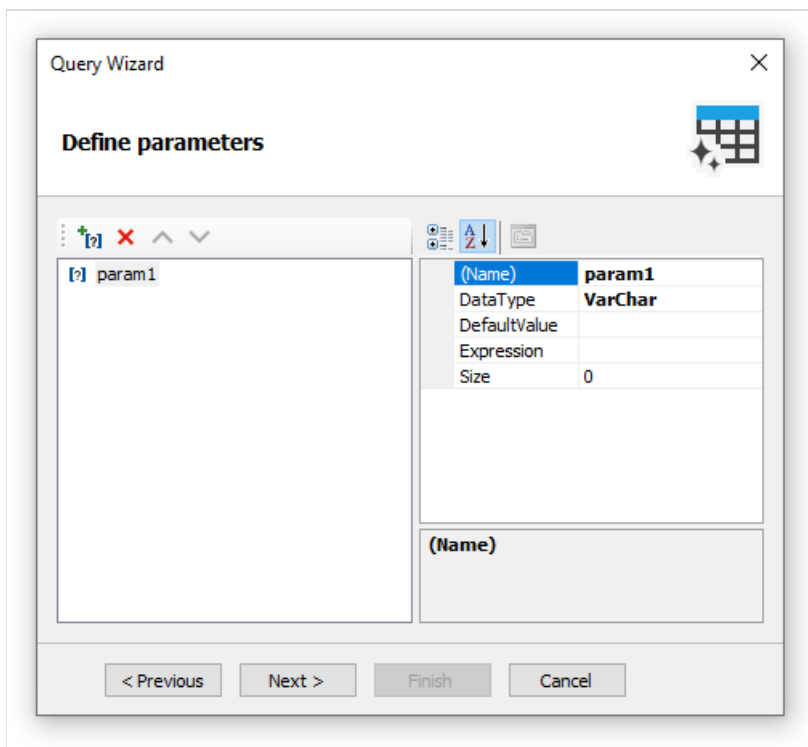 Query Wizard
Define parameters
[?]
A
Z
[?] param1
(Name) param1
DataType VarChar
DefaultValue
Expression
Size 0
(Name)
< Previous
Next >
Finish
Cancel